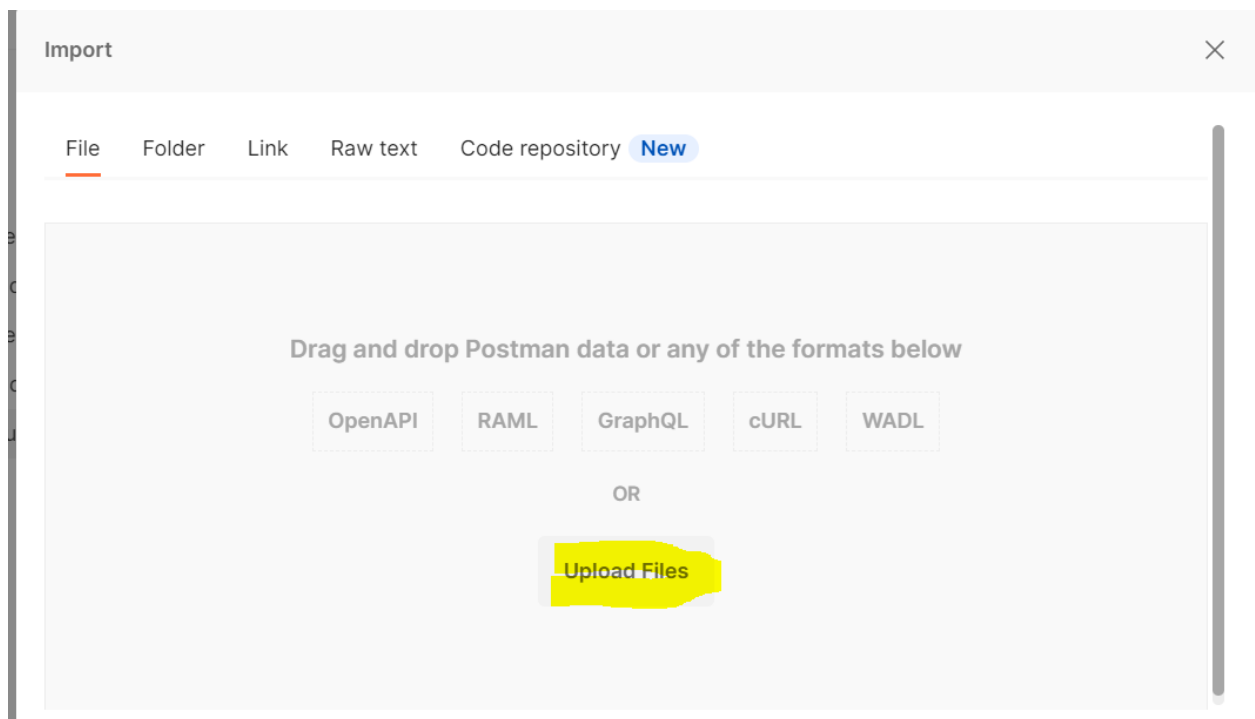 Import
File Folder Link Raw text Code repository New
Drag and drop Postman data or any of the formats below
OpenAPI RAML GraphQL cURL WADL
OR
Upload Files